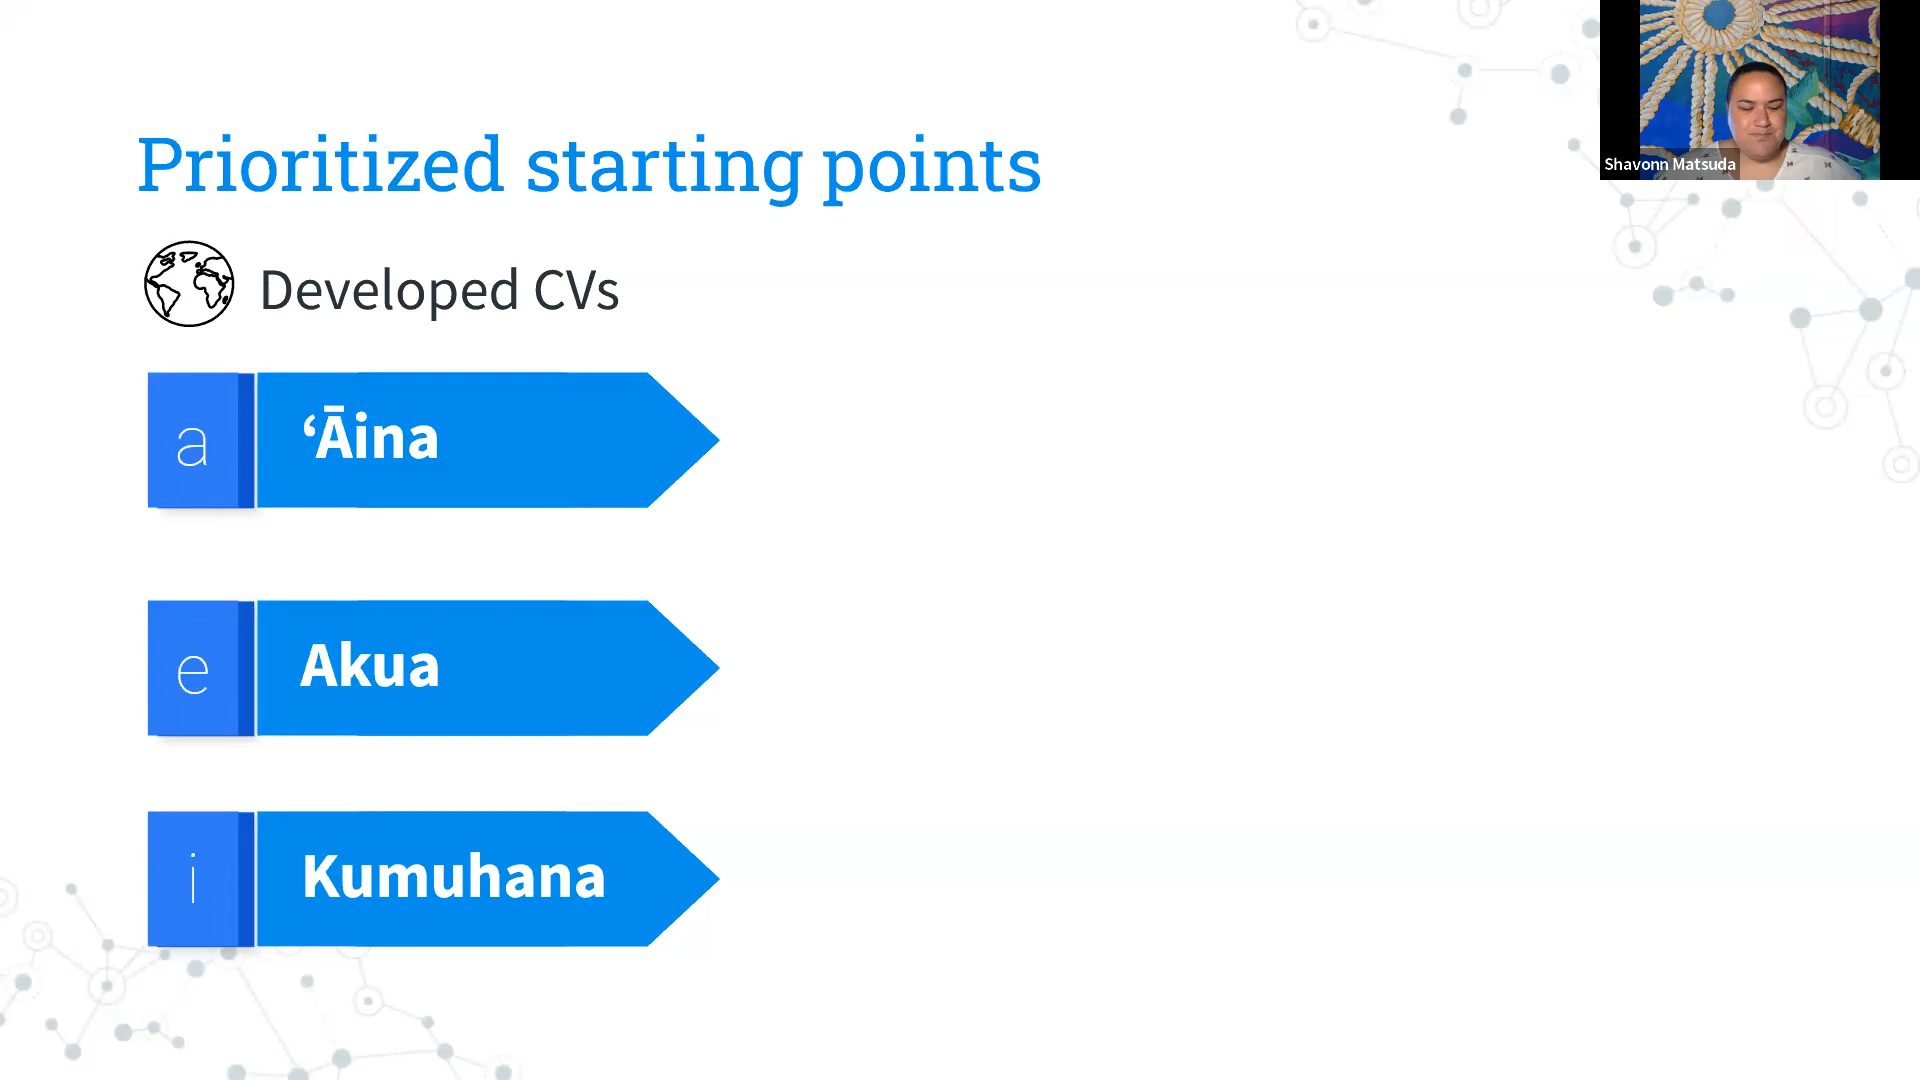 Prioritized starting points
Shavonn Matsuda
Developed CVs
a
ʻĀina
e
Akua
i
Kumuhana